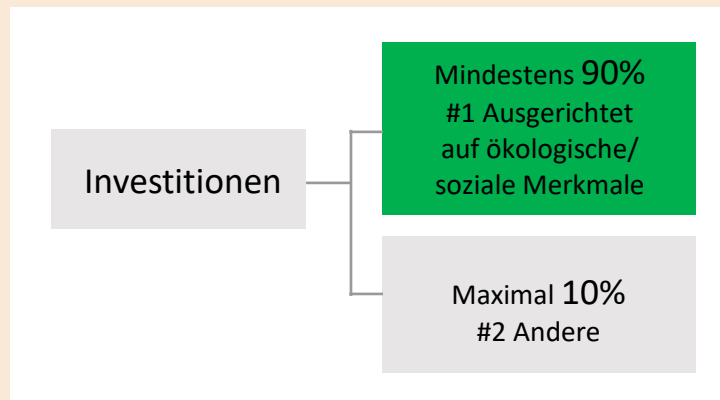 Investitionen
Mindestens 90%
#1 Ausgerichtet
auf ökologische/
soziale Merkmale
Maximal 10%
#2 Andere